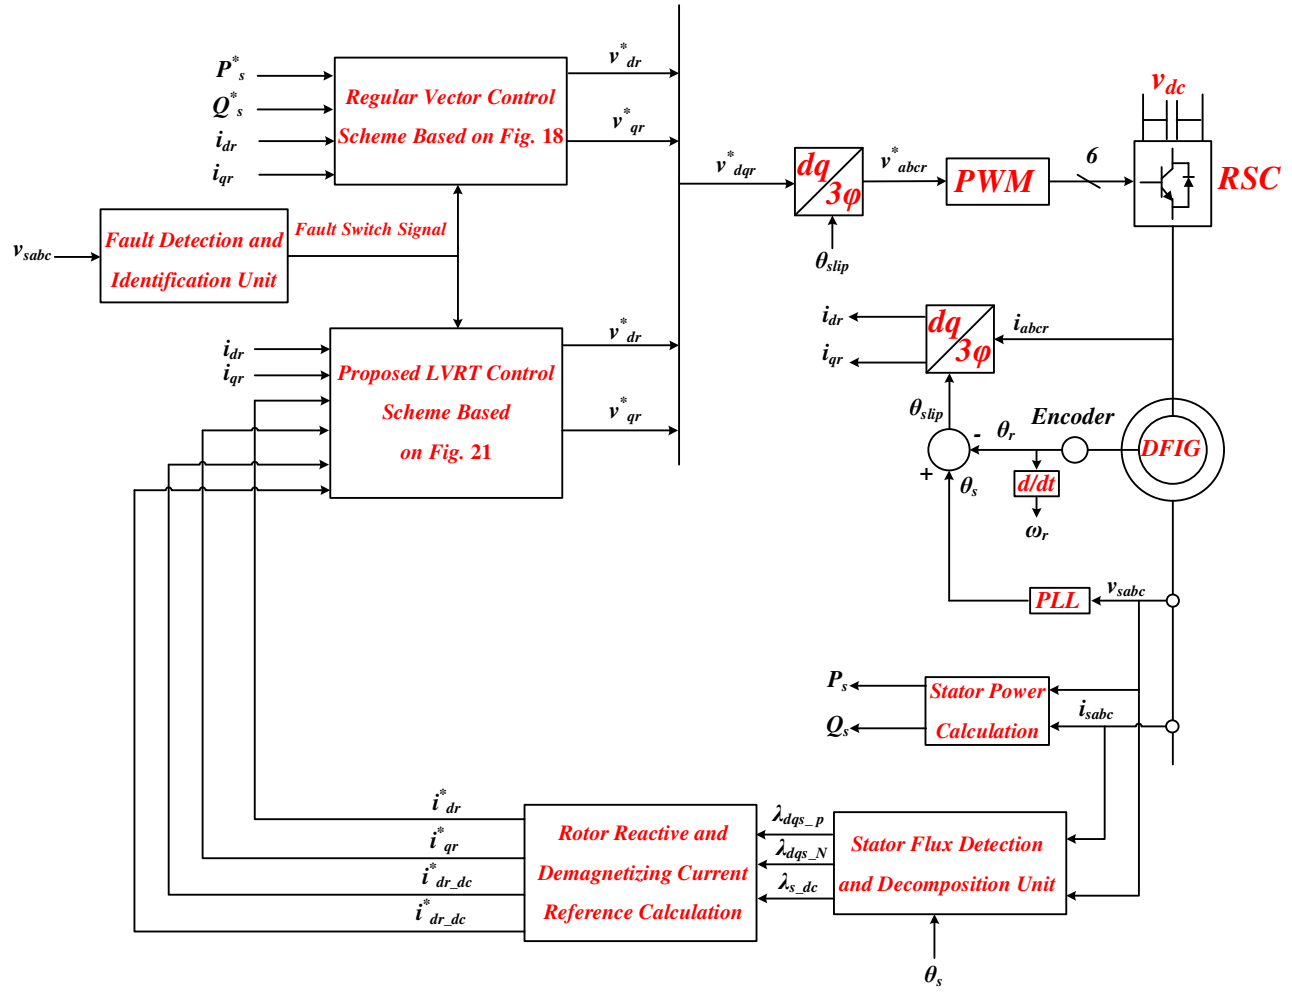 P*s
Q*s
idr
iqr
Regular Vector Control
Scheme Based on Fig. 18
v*dr
v*qr
vsabc
Fault Detection and
Identification Unit
Fault Switch Signal
idr
iqr
Proposed LVRT Control
Scheme Based
on Fig. 21
v*dr
v*qr
v*dqr
dq
3φ
θslip
v*abcr
PWM
6
vdc
RSC
idr
iqr
dq
3φ
iabcr
θslip
-
+
θs
θr
Encoder
DFIG
d/dt
ωr
PLL
vsabc
Ps
Qs
Stator Power
Calculation
isabc
i*dr
i*qr
i*dr_dc
i*dr_dc
Rotor Reactive and
Demagnetizing Current
Reference Calculation
λdqs_p
λdqs_N
λs_dc
Stator Flux Detection
and Decomposition Unit
θs